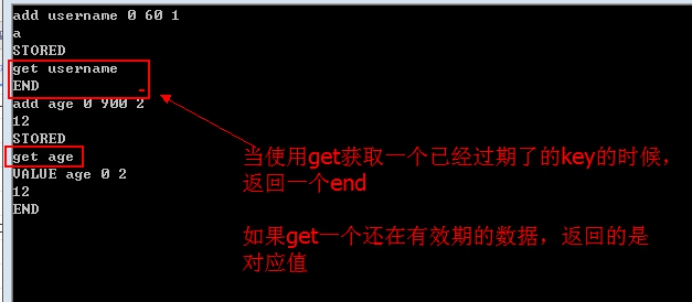 add username 0 60 1
a
STORED
get username
END
add age 0 900 2
12
STORED
get age
VALUE age 0 2
12
END
当使用get获取一个已经过期了的key的时候，
返回一个end
如果get一个还在有效期的数据，返回的是
对应值